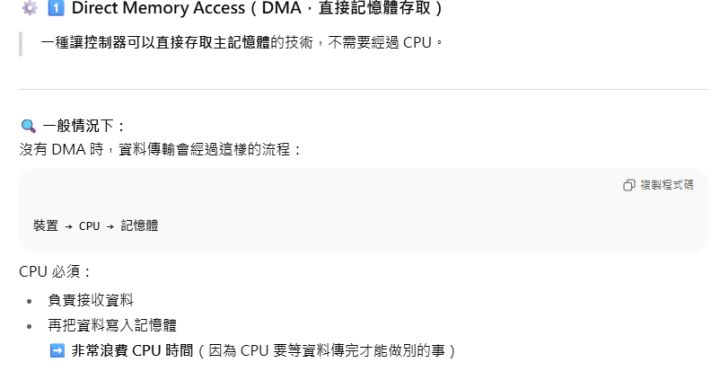 ⚙️ 1️⃣ Direct Memory Access（DMA・直接記憶體存取）
一種讓控制器可以直接存取主記憶體的技術，不需要經過 CPU。
🔍 一般情況下：
沒有 DMA 時，資料傳輸會經過這樣的流程：
複製程式碼
裝置 → CPU → 記憶體
CPU 必須：
• 負責接收資料
• 再把資料寫入記憶體
➡️ 非常浪費 CPU 時間（因為 CPU 要等資料傳完才能做別的事）